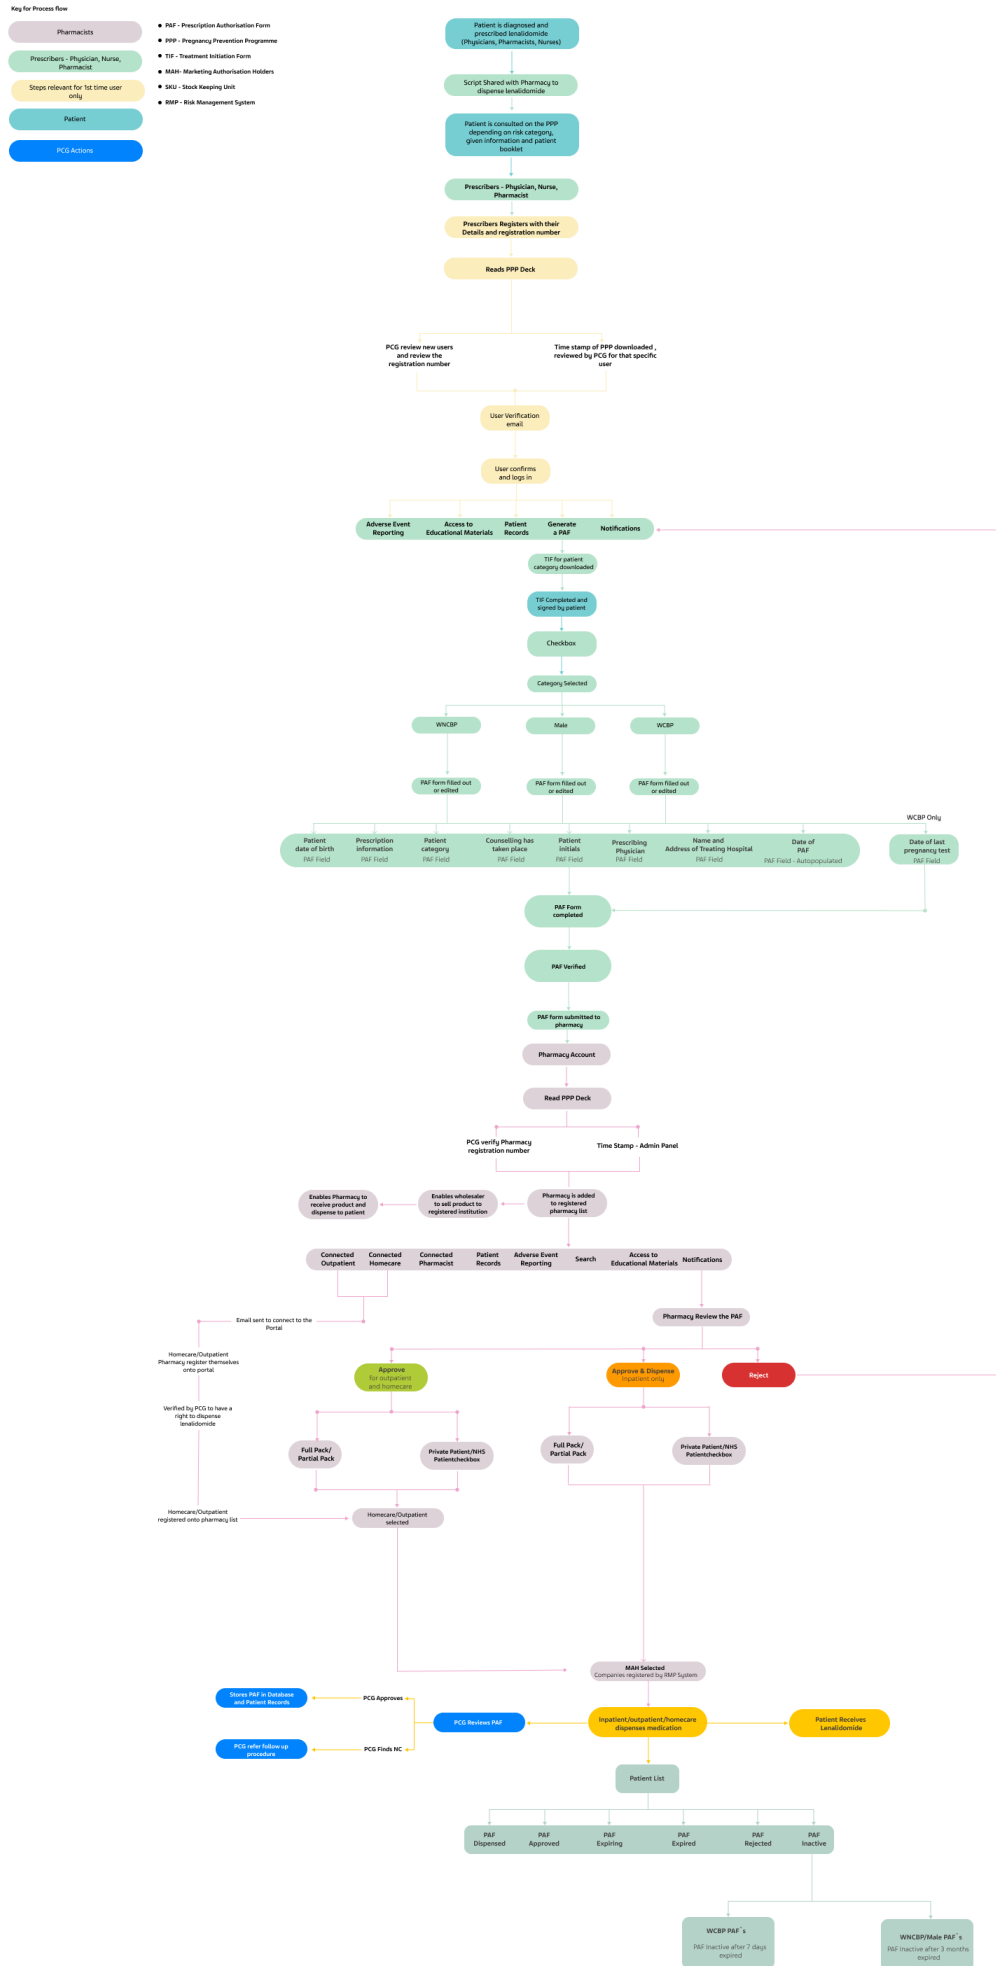 Key for Process flow
Pharmacists
Prescribers - Physician, Nurse,
Pharmacist
Steps relevant for 1st time user
only
Patient
PCG Actions
PAF - Prescription Authorisation Form
PPP - Pregnancy Prevention Programme
TIF - Treatment Initiation Form
MAH- Marketing Authorisation Holders
SKU - Stock Keeping Unit
RMP - Risk Management System
Patient is diagnosed and
prescribed lenalidomide
(Physicians, Pharmacists, Nurses)
Script Shared with Pharmacy to
dispense lenalidomide
Patient is consulted on the PPP
depending on risk category,
given information and patient
booklet
Prescribers - Physician, Nurse,
Pharmacist
Prescribers Registers with their
Details and registration number
Reads PPP Deck
PCG review new users
and review the
registration number
Time stamp of PPP downloaded ,
reviewed by PCG for that specific
user
User Verification
email
User confirms
and logs in
Adverse Event
Reporting
Access to
Educational Materials
Patient
Records
Generate
a PAF
Notifications
TIF for patient
category downloaded
TIF Completed and
signed by patient
Checkbox
Category Selected
WNCBP
Male
WCBP
PAF form filled out
or edited
PAF form filled out
or edited
PAF form filled out
or edited
WCBP Only
Patient
date of birth
PAF Field
Prescription
information
PAF Field
Patient
category
PAF Field
Counselling has
taken place
PAF Field
Patient
initials
PAF Field
Prescribing
Physician
PAF Field
Name and
Address of Treating Hospital
PAF Field
Date of
PAF
PAF Field - Autopopulated
Date of last
pregnancy test
PAF Field
PAF Form
completed
PAF Verified
PAF form submitted to
pharmacy
Pharmacy Account
Read PPP Deck
PCG verify Pharmacy
registration number
Time Stamp - Admin Panel
Enables Pharmacy to
receive product and
dispense to patient
Enables wholesaler
to sell product to
registered institution
Pharmacy is added
to registered
pharmacy list
Connected
Outpatient
Connected
Homecare
Connected
Pharmacist
Patient
Records
Adverse Event
Reporting
Search
Access to
Educational Materials
Notifications
Email sent to connect to the
Portal
Pharmacy Review the PAF
Homecare/Outpatient
Pharmacy register themselves
onto portal
Approve
for outpatient
and homecare
Approve & Dispense
Inpatient only
Reject
Verified by PCG to have a
right to dispense
lenalidomide
Full Pack/
Partial Pack
Private Patient/NHS
Patientcheckbox
Full Pack/
Partial Pack
Private Patient/NHS
Patientcheckbox
Homecare/Outpatient
registered onto pharmacy list
Homecare/Outpatient
selected
MAH Selected
Companies registered by RMP System
Stores PAF in Database
and Patient Records
PCG Approves
PCG Reviews PAF
Inpatient/outpatient/homecare
dispenses medication
Patient Receives
Lenalidomide
PCG refer follow up
procedure
PCG Finds NC
Patient List
PAF
Dispensed
PAF
Approved
PAF
Expiring
PAF
Expired
PAF
Rejected
PAF
Inactive
WCBP PAF`s
PAF Inactive after 7 days
expired
WNCBP/Male PAF`s
PAF Inactive after 3 months
expired